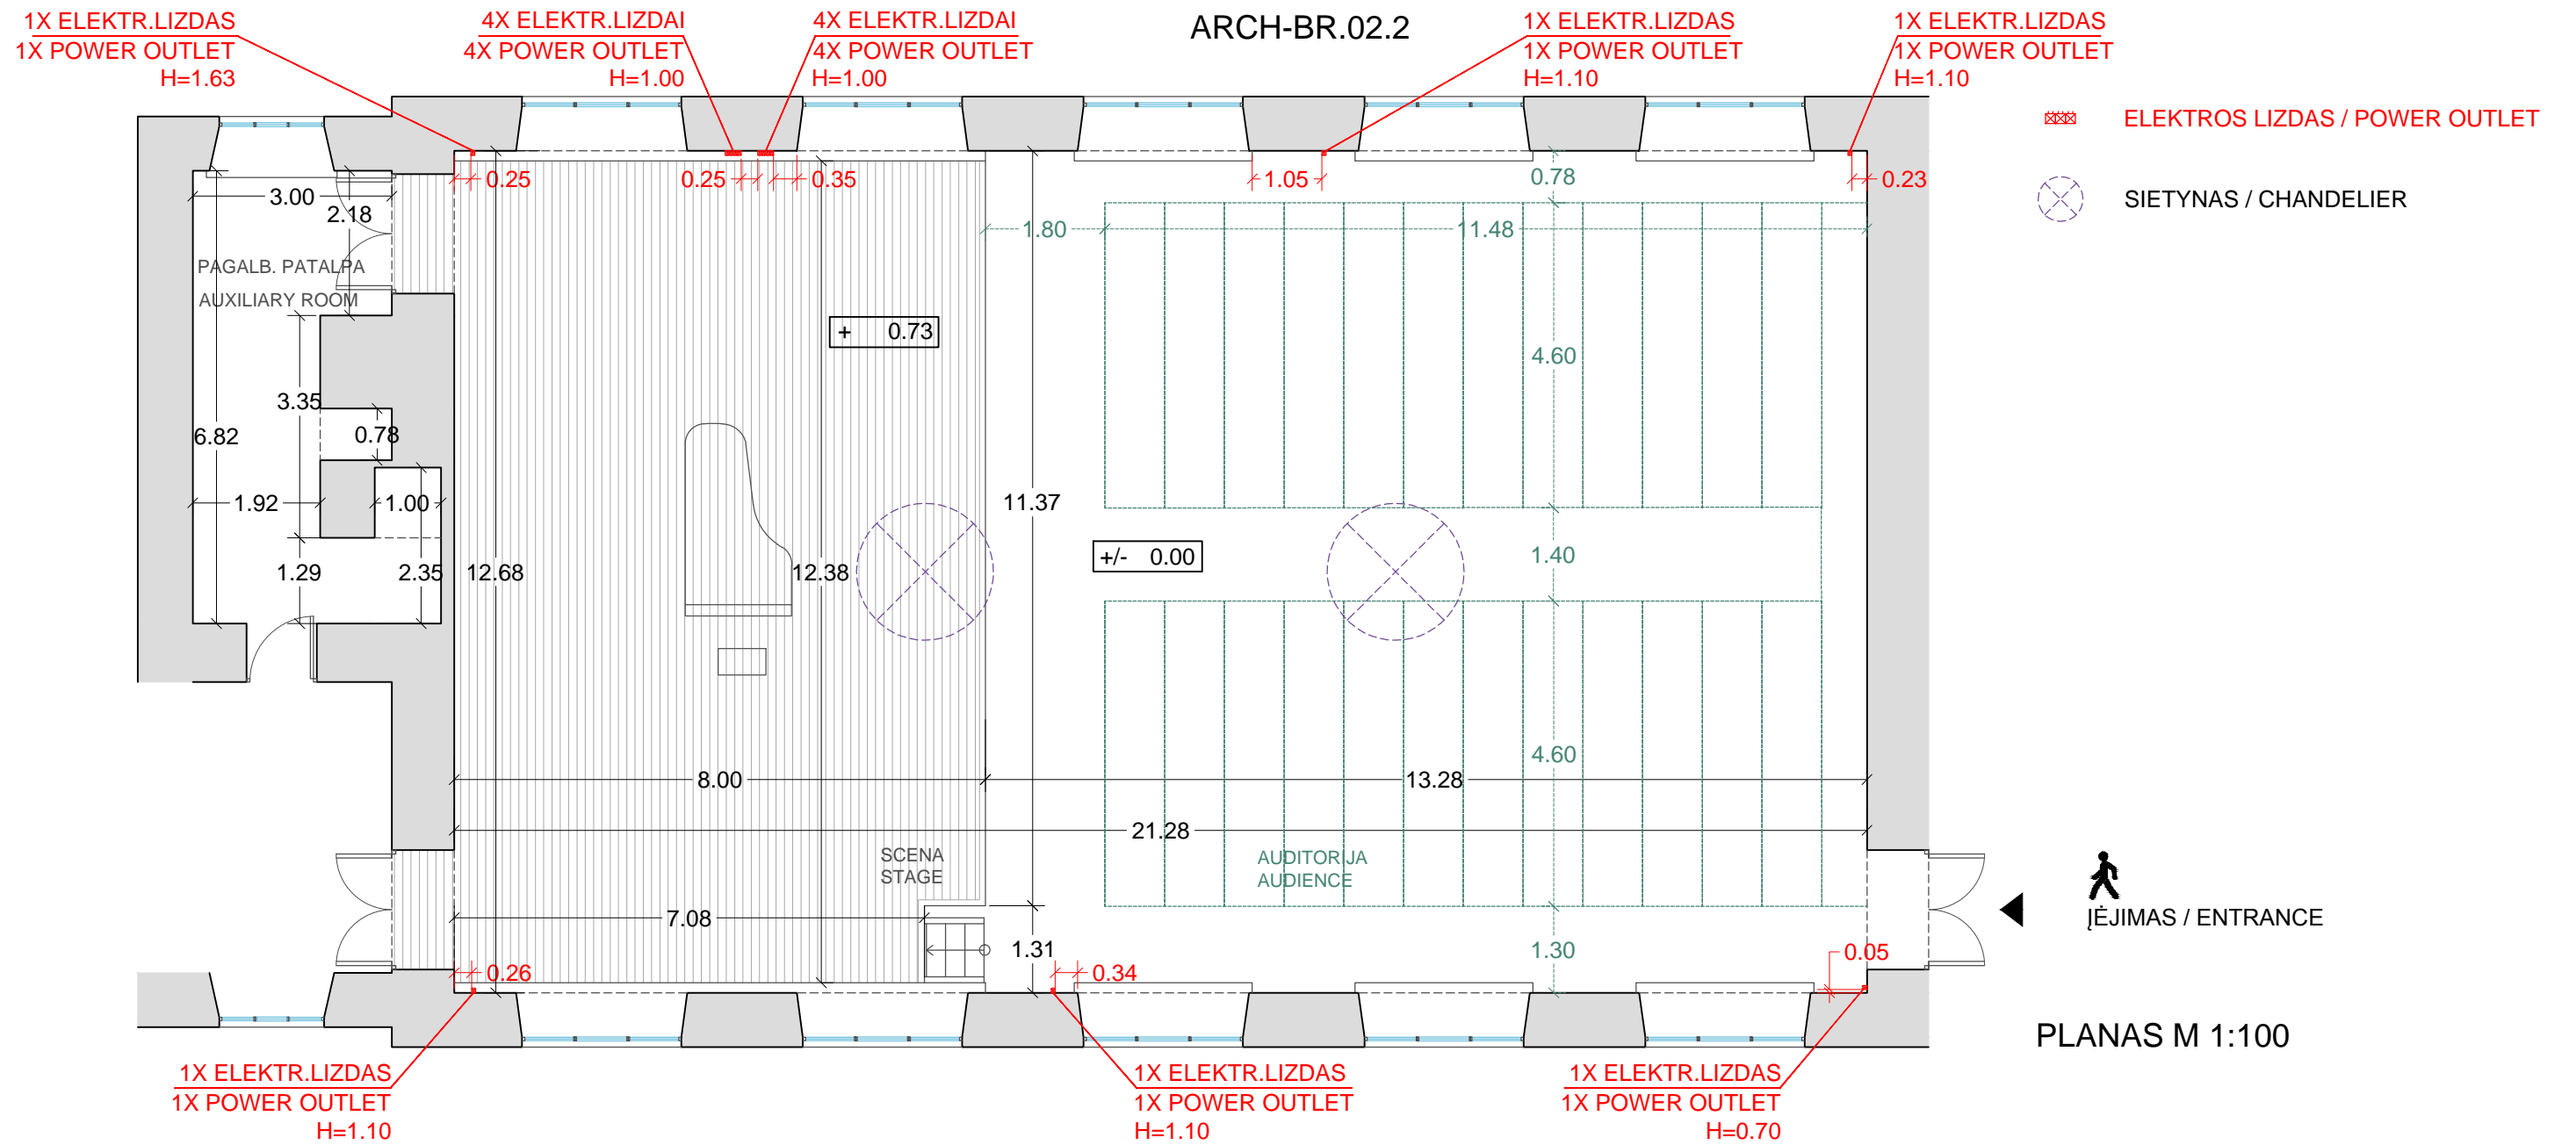 1X ELEKTR.LIZDAS
1X POWER OUTLET
H=1.63
4X ELEKTR.LIZDAI
4X POWER OUTLET
H=1.00
4X ELEKTR.LIZDAI
4X POWER OUTLET
H=1.00
ARCH-BR.02.2
1X ELEKTR.LIZDAS
1X POWER OUTLET
H=1.10
1X ELEKTR.LIZDAS
1X POWER OUTLET
H=1.10
ELEKTROS LIZDAS / POWER OUTLET
SIETYNAS / CHANDELIER
0.25
0.25
0.35
1.05
0.78
0.23
3.00
2.18
1.80
11.48
PAGALB. PATALPA
AUXILIARY ROOM
+ 0.73
4.60
3.35
6.82
0.78
1.92
1.00
11.37
+/- 0.00
1.40
1.29
2.35
12.68
12.38
4.60
8.00
13.28
21.28
SCENA
STAGE
AUDITORIJA
AUDIENCE
7.08
1.31
1.30
0.05
0.26
0.34
ĮĖJIMAS / ENTRANCE
PLANAS M 1:100
1X ELEKTR.LIZDAS
1X POWER OUTLET
H=1.10
1X ELEKTR.LIZDAS
1X POWER OUTLET
H=1.10
1X ELEKTR.LIZDAS
1X POWER OUTLET
H=0.70